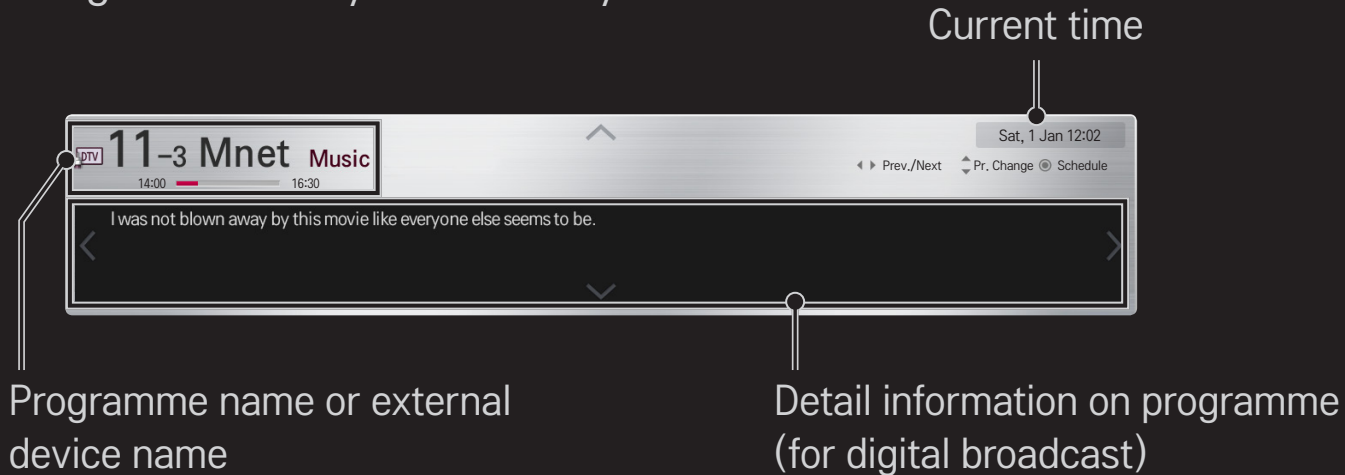 Current time
Sat, 1 Jan 12:02
DTV
11-3 Mnet Music
Prev./Next Pr. Change Schedule
14:00 16:30
I was not blown away by this movie like everyone else seems to be.
Programme name or external
device name
Detail information on programme
(for digital broadcast)